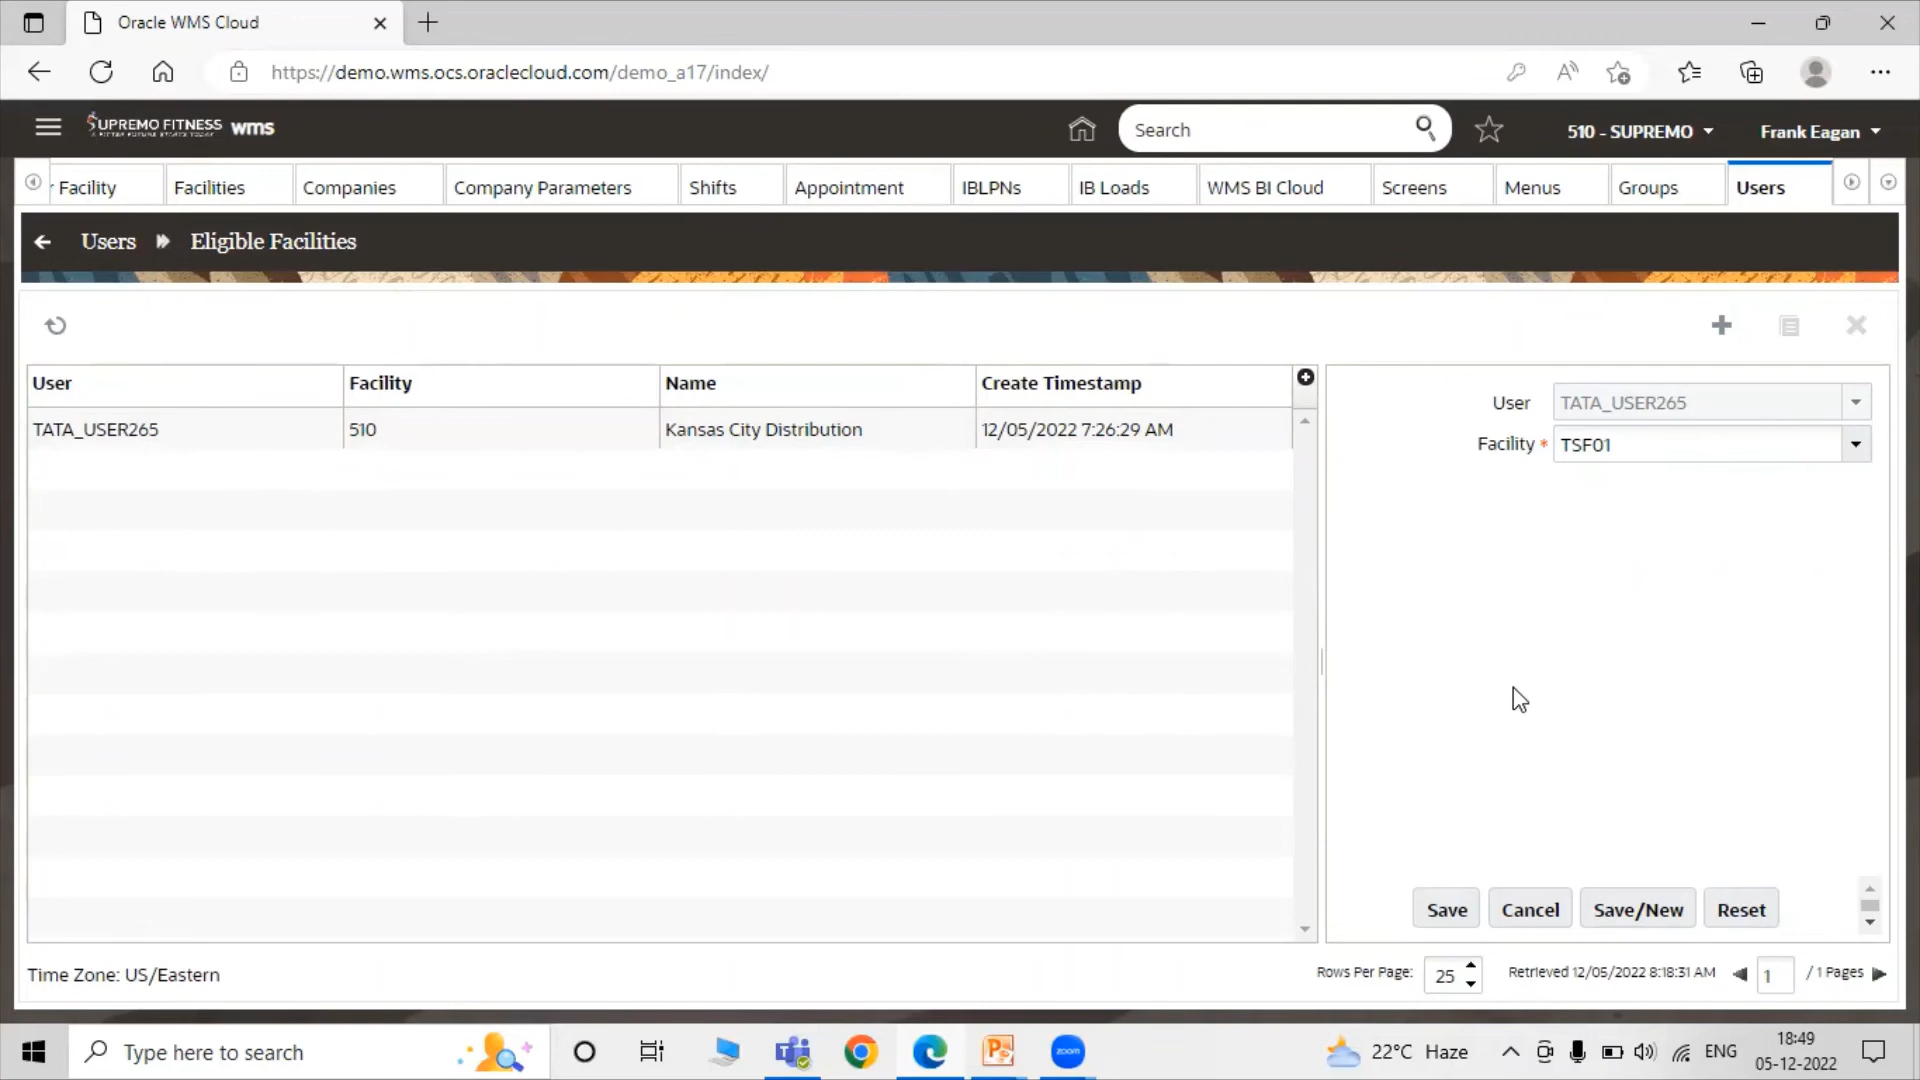 Oracle WMS Cloud
https://demo.wms.ocs.oraclecloud.com/demo_a17/index/
SUPREMO FITNESS wms
Search
510 - SUPREMO
Frank Eagan
Facility
Facilities
Companies
Company Parameters
Shifts
Appointment
IBLPNs
IB Loads
WMS BI Cloud
Screens
Menus
Groups
Users
Users Eligible Facilities
User Facility Name Create Timestamp
TATA_USER265 510 Kansas City Distribution 12/05/2022 7:26:29 AM
User TATA_USER265
Facility * TSF01
Save Cancel Save/New Reset
Time Zone: US/Eastern
Rows Per Page: 25 Retrieved 12/05/2022 8:18:31 AM 1 / 1 Pages
Type here to search
zoom
22°C Haze
ENG
18:49
05-12-2022